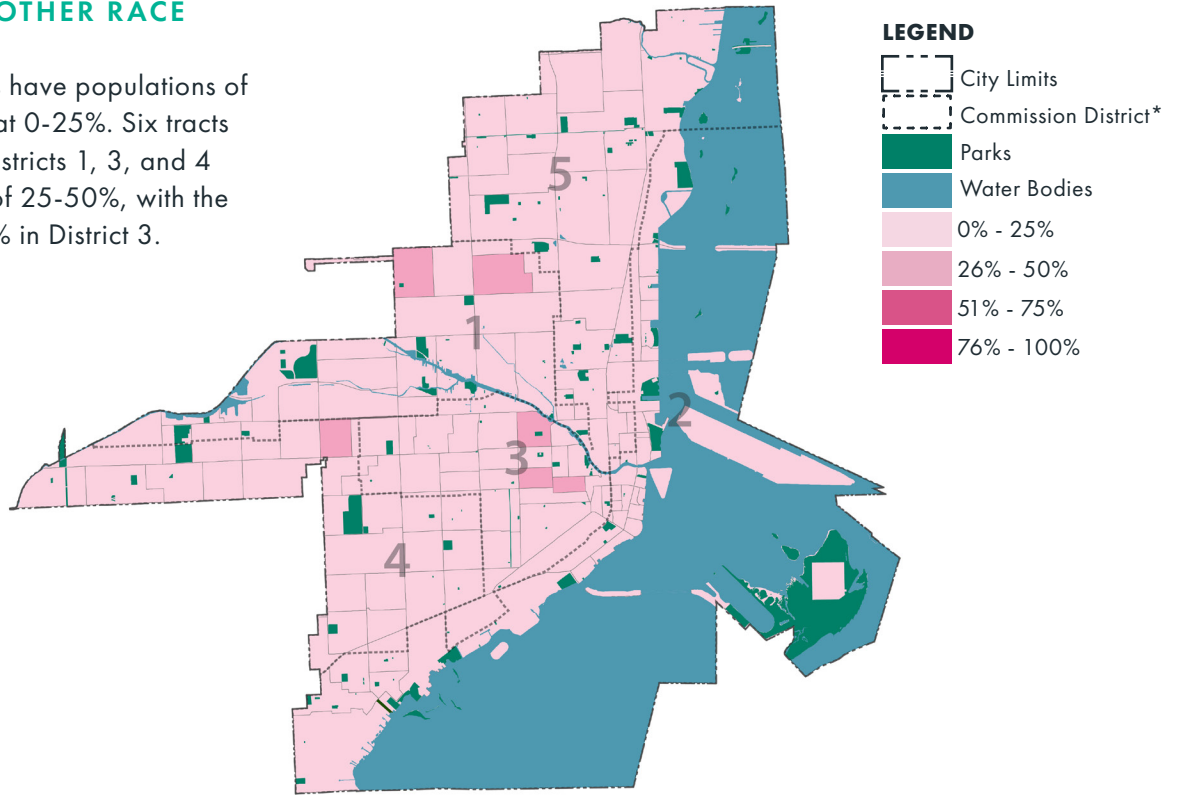 OTHER RACE
have populations of
at 0-25%. Six tracts
stricts 1, 3, and 4
of 25-50%, with the
% in District 3.
5
1
2
3
4
LEGEND
City Limits
Commission District*
Parks
Water Bodies
0% - 25%
26% - 50%
51% - 75%
76% - 100%